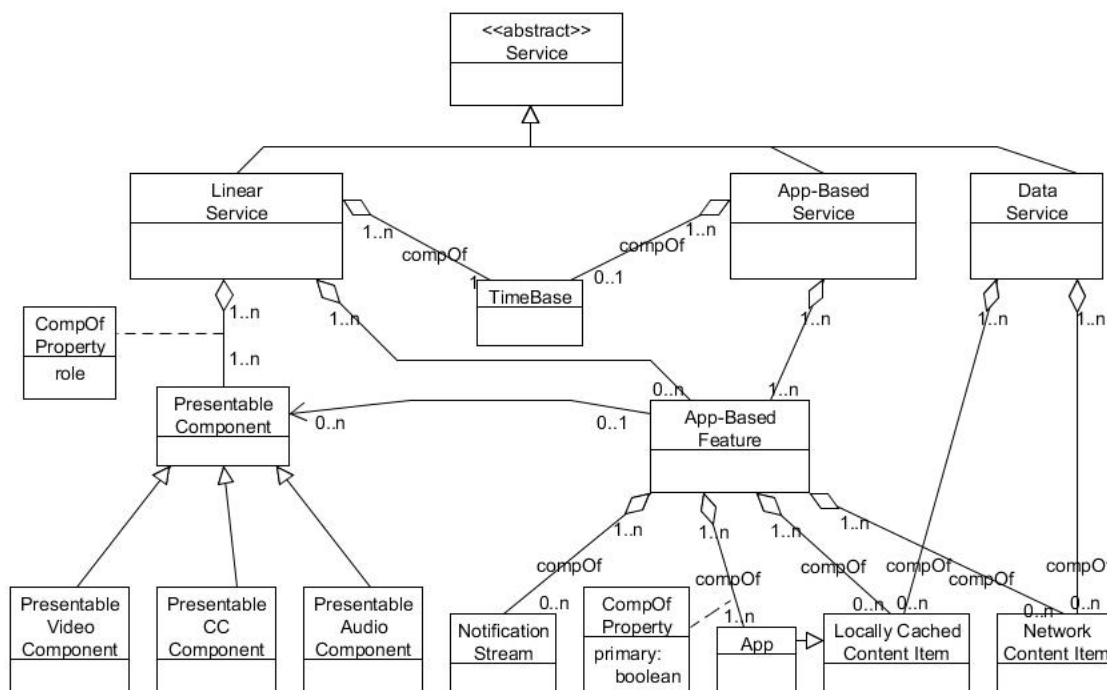 <<abstract>>
Service
Linear
Service
App-Based
Service
Data
Service
1..n
compOf
1
1..n
compOf
0..1
TimeBase
1..n
1..n
1..n
1..n
1..n
CompOf
Property
role
1..n
Presentable
Component
0..n
0..1
0..n
1..n
App-Based
Feature
1..n
1..n
1..n
1..n
compOf
compOf
compOf
compOf
compOf
compOf
Presentable
Video
Component
Presentable
CC
Component
Presentable
Audio
Component
0..n
Notification
Stream
CompOf
Property
primary:
boolean
1..n
App
0..n
0..n
Locally Cached
Content Item
0..n
0..n
Network
Content Item